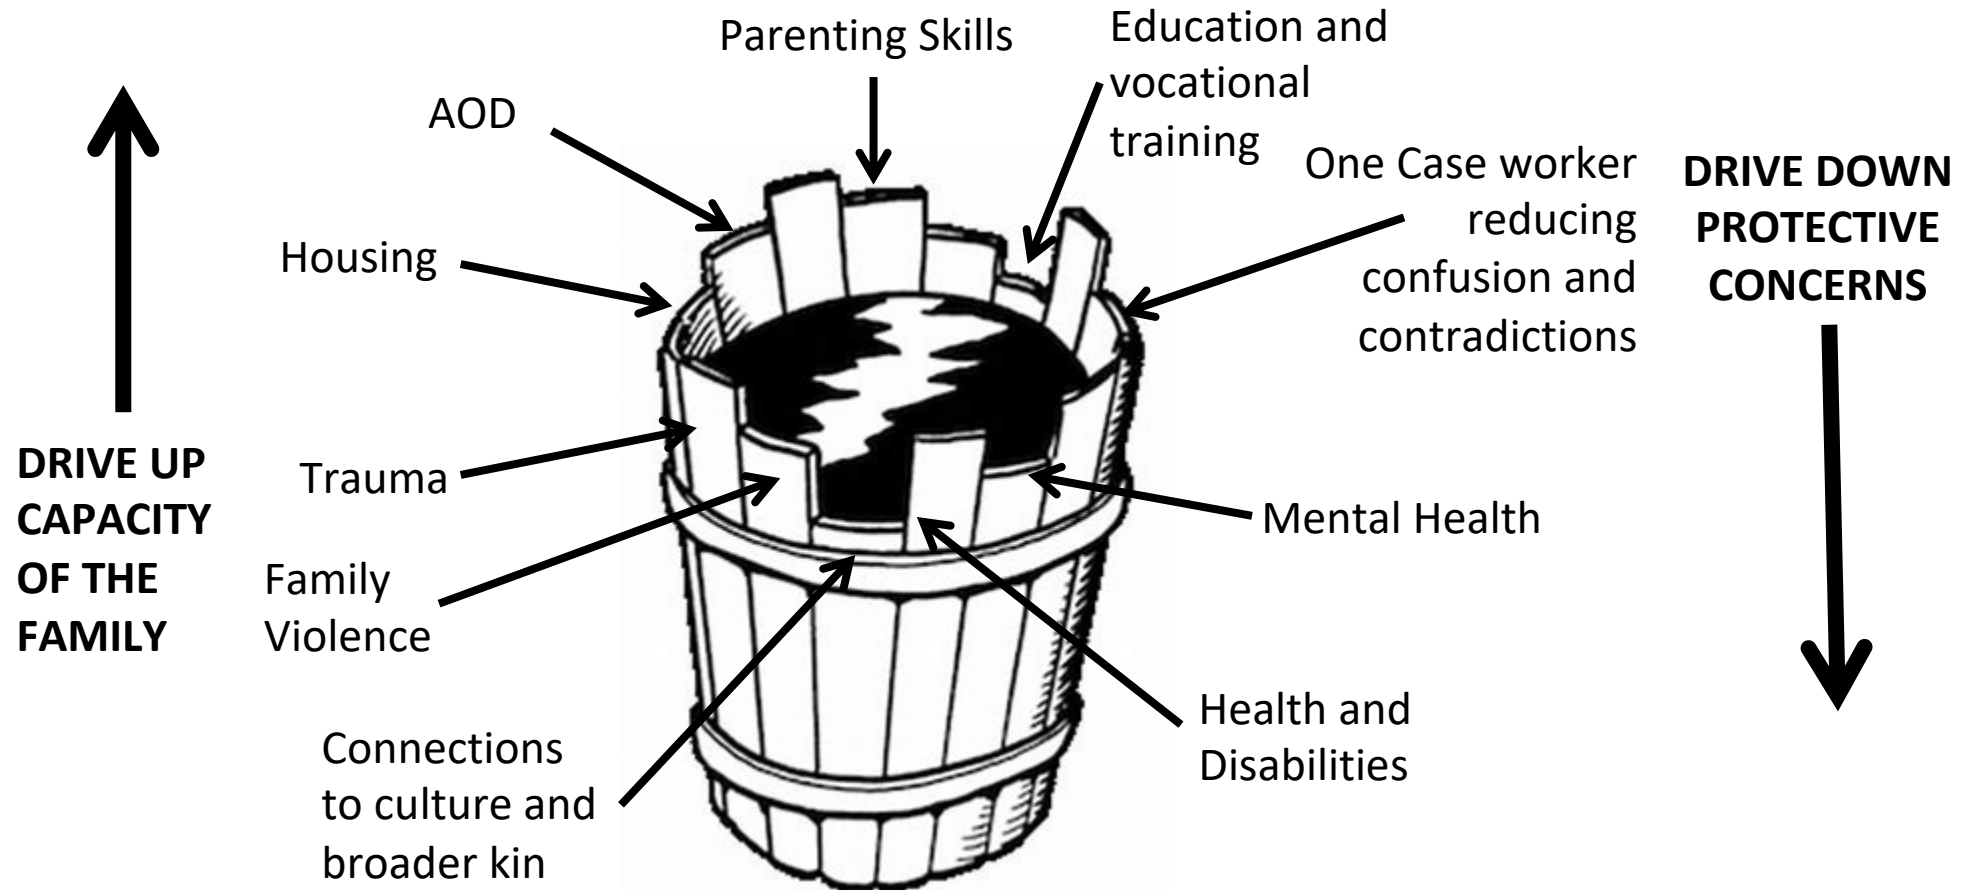 Parenting Skills
Education and
vocational
training
AOD
One Case worker
reducing
confusion and
contradictions
DRIVE DOWN
PROTECTIVE
CONCERNS
Housing
DRIVE UP
CAPACITY
OF THE
FAMILY
Trauma
Family
Violence
Mental Health
Connections
to culture and
broader kin
Health and
Disabilities